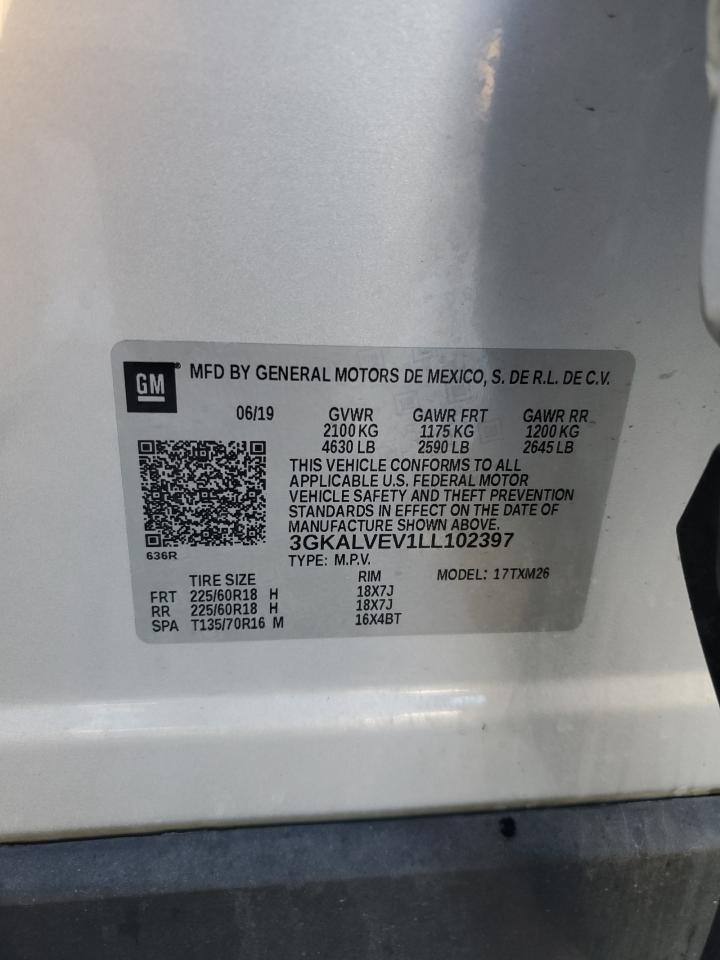 GM ® MFD BY GENERAL MOTORS DE MEXICO, S. DE R.L. DE C.V.
06/19 GVWR GAWR FRT GAWR RR
2100 KG 1175 KG 1200 KG
4630 LB 2590 LB 2645 LB
THIS VEHICLE CONFORMS TO ALL
APPLICABLE U.S. FEDERAL MOTOR
VEHICLE SAFETY AND THEFT PREVENTION
STANDARDS IN EFFECT ON THE DATE OF
MANUFACTURE SHOWN ABOVE.
3GKALVEV1LL102397
636R
TYPE: M.P.V.
TIRE SIZE RIM MODEL: 17TXM26
FRT 225/60R18 H 18X7J
RR 225/60R18 H 18X7J
SPA T135/70R16 M 16X4BT